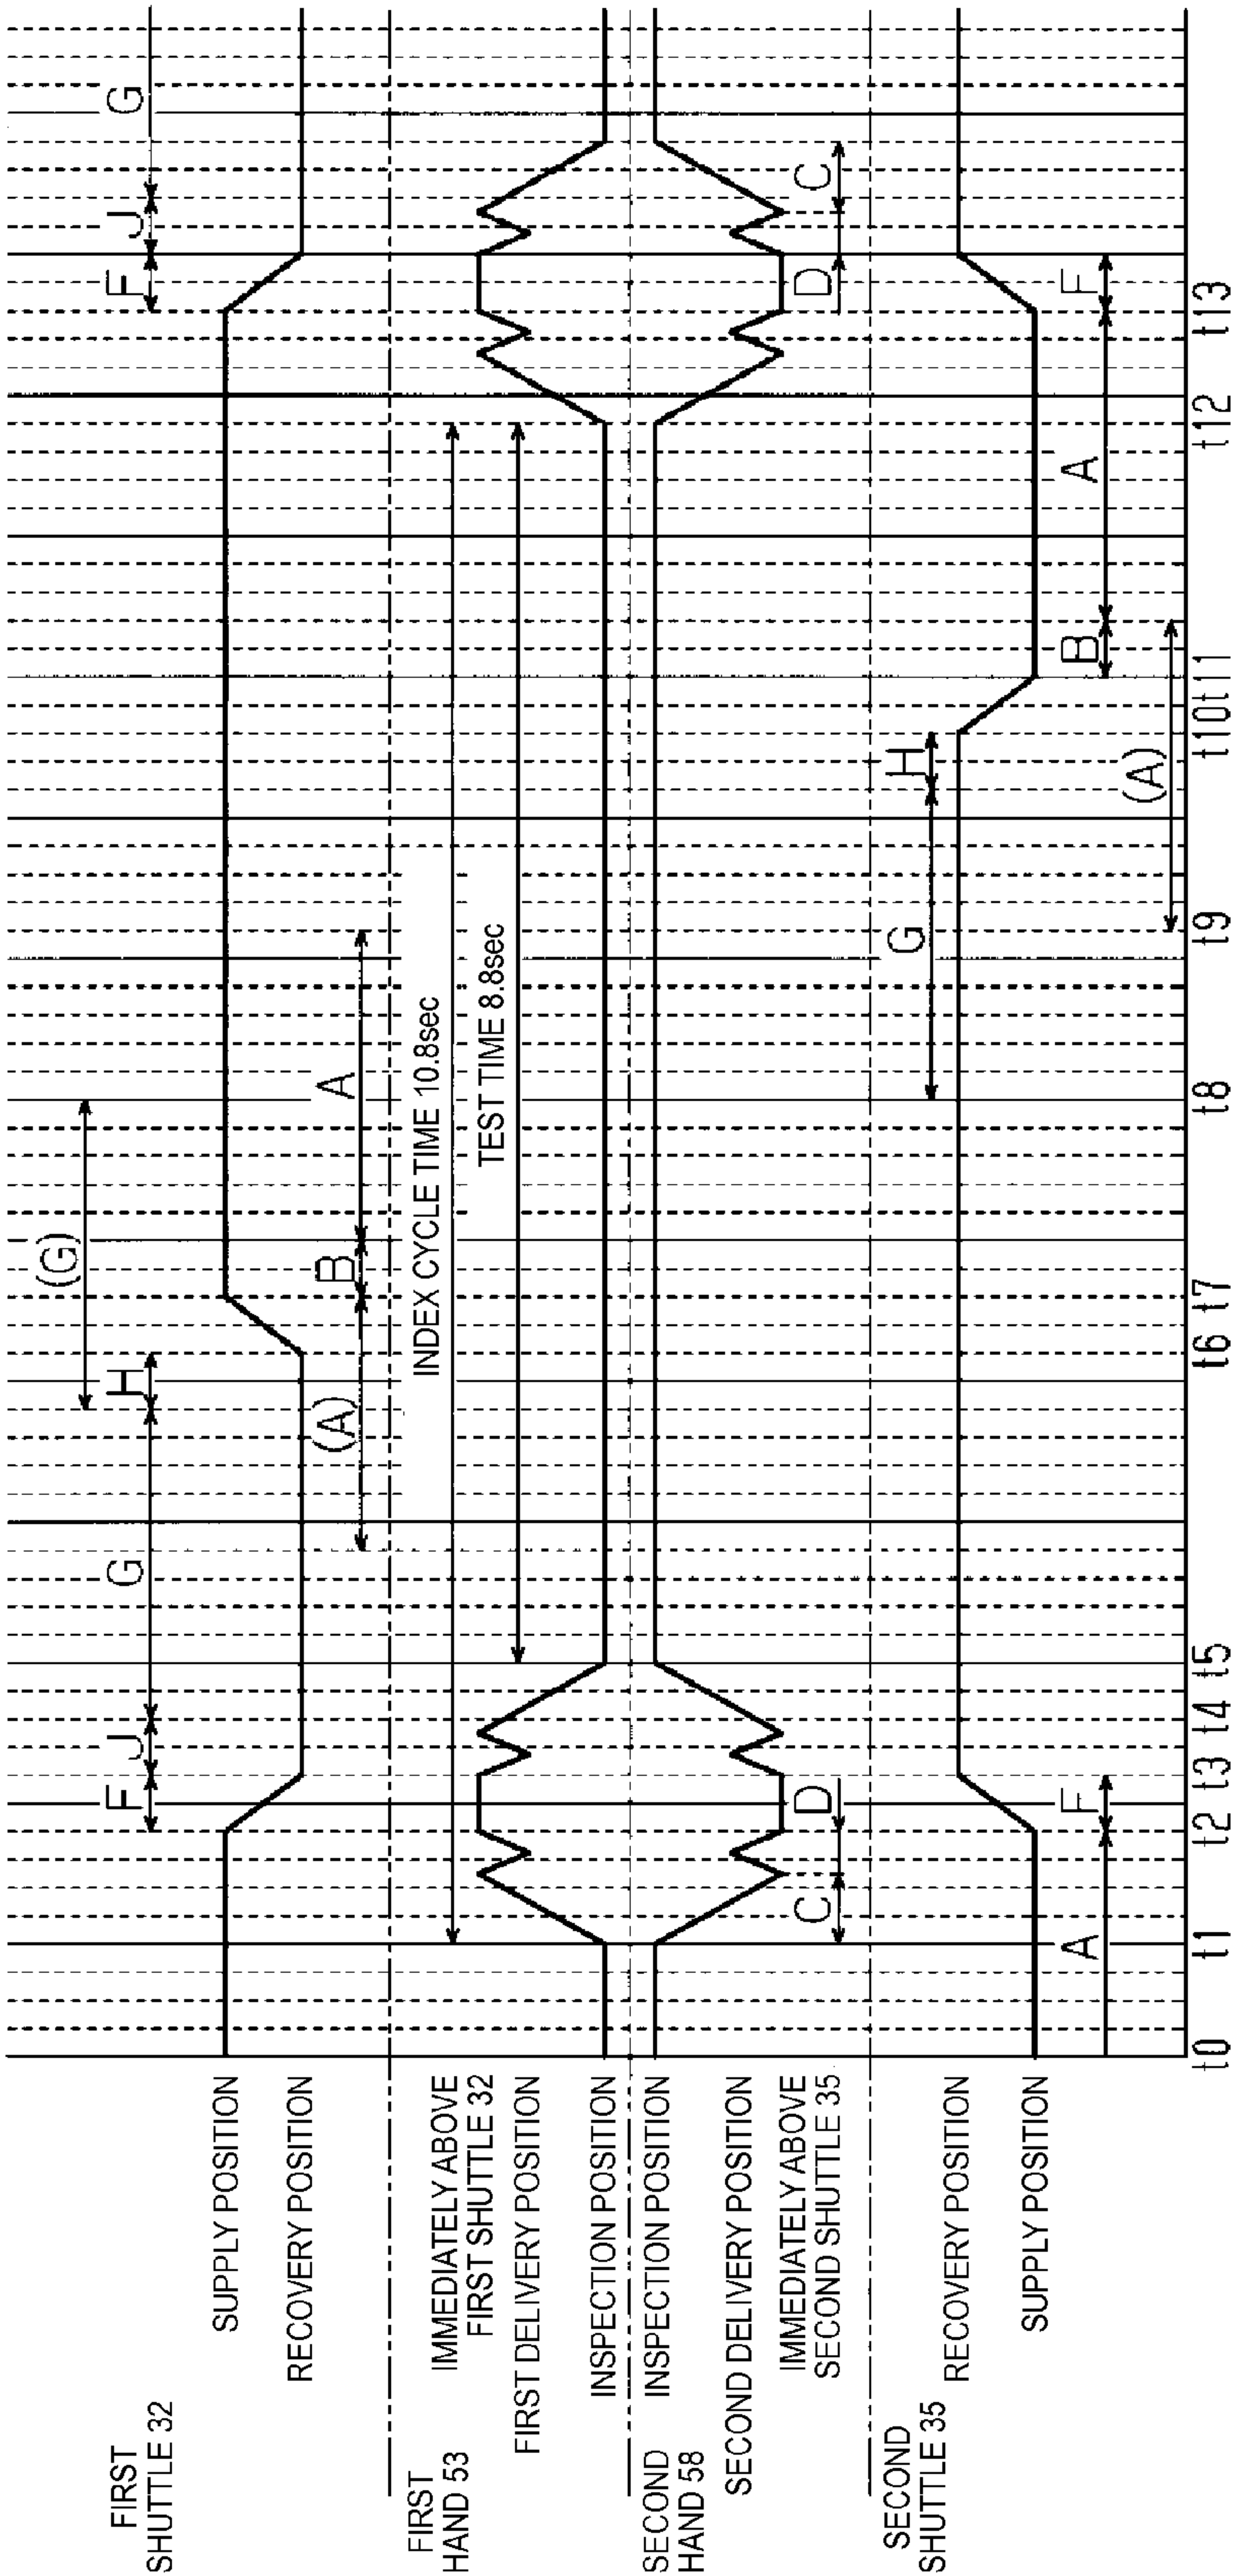 FIRST
SHUTTLE 32
SUPPLY POSITION
RECOVERY POSITION
F
J
G
H
(G)
F
J
G
(A)
B
A
FIRST
HAND 53
IMMEDIATELY ABOVE
FIRST SHUTTLE 32
FIRST DELIVERY POSITION
INSPECTION POSITION
INDEX CYCLE TIME 10.8sec
TEST TIME 8.8sec
SECOND
HAND 58
INSPECTION POSITION
SECOND DELIVERY POSITION
IMMEDIATELY ABOVE
SECOND SHUTTLE 35
C
D
D
C
SECOND
SHUTTLE 35
RECOVERY POSITION
SUPPLY POSITION
G
H
A
F
B
A
F
(A)
t0
t1
t2
t3
t4
t5
t6
t7
t8
t9
t10
t11
t12
t13